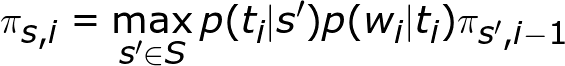 π_{s,i} = max_{s'∈S} p(t_i|s')p(w_i|t_i)π_{s',i−1}